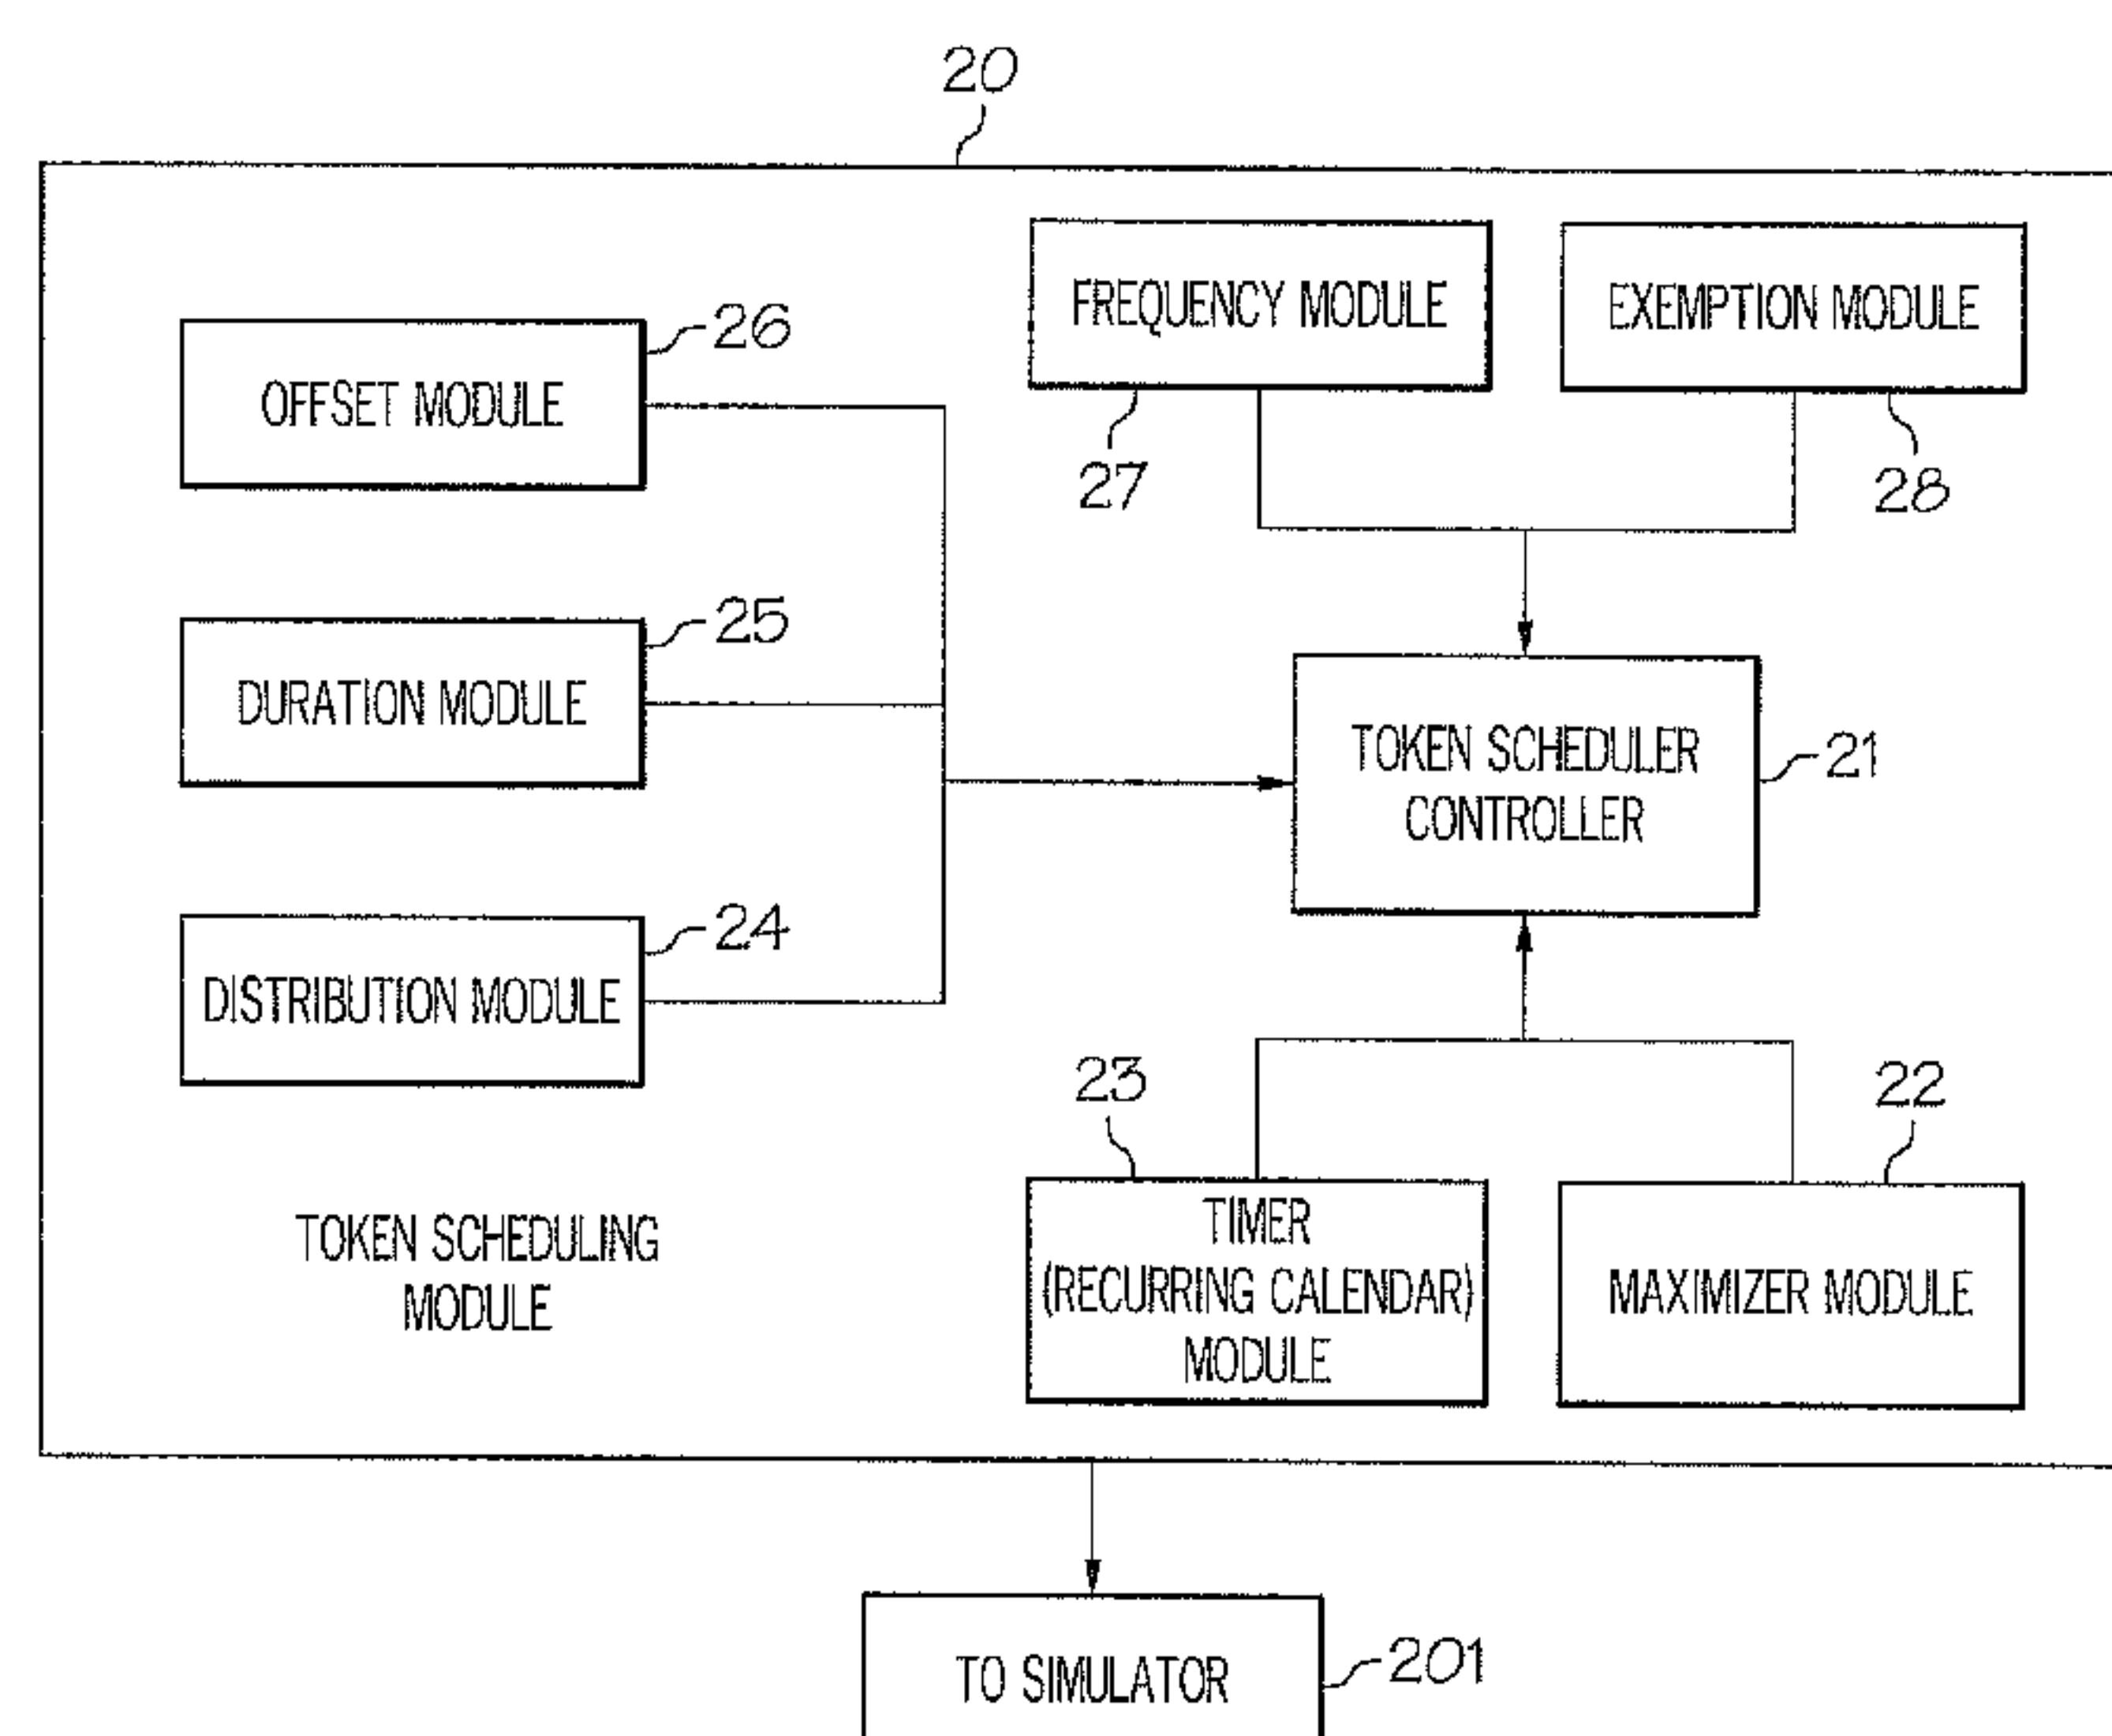 20
FREQUENCY MODULE
EXEMPTION MODULE
26
OFFSET MODULE
27
28
25
DURATION MODULE
TOKEN SCHEDULER
CONTROLLER
21
24
DISTRIBUTION MODULE
23
22
TIMER
(RECURRING CALENDAR)
MODULE
MAXIMIZER MODULE
TOKEN SCHEDULING
MODULE
TO SIMULATOR
201